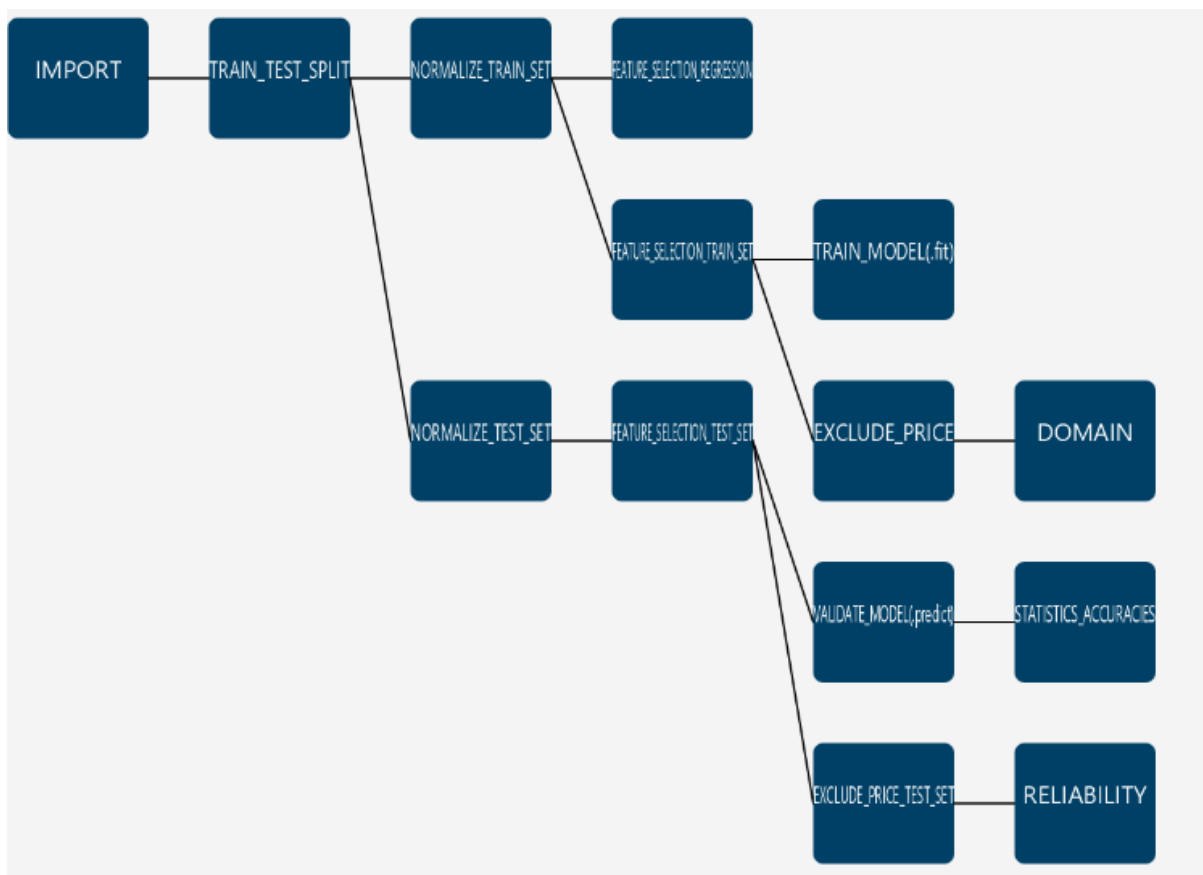 IMPORT
TRAIN_TEST_SPLIT
NORMALIZE_TRAIN_SET
FEATURE_SELECTION_REGRESSION
FEATURE_SELECTION_TRAIN_SET
TRAIN_MODEL(.fit)
NORMALIZE_TEST_SET
FEATURE_SELECTION_TEST_SET
EXCLUDE_PRICE
DOMAIN
VALIDATE_MODEL(.predict)
STATISTICS_ACCURACIES
EXCLUDE_PRICE_TEST_SET
RELIABILITY